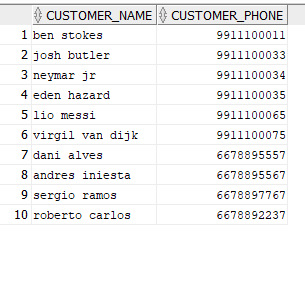 CUSTOMER_NAME CUSTOMER_PHONE
1 ben stokes 9911100011
2 josh butler 9911100033
3 neymar jr 9911100034
4 eden hazard 9911100035
5 lio messi 9911100065
6 virgil van dijk 9911100075
7 dani alves 6678895557
8 andres iniesta 6678895567
9 sergio ramos 6678897767
10 roberto carlos 6678892237